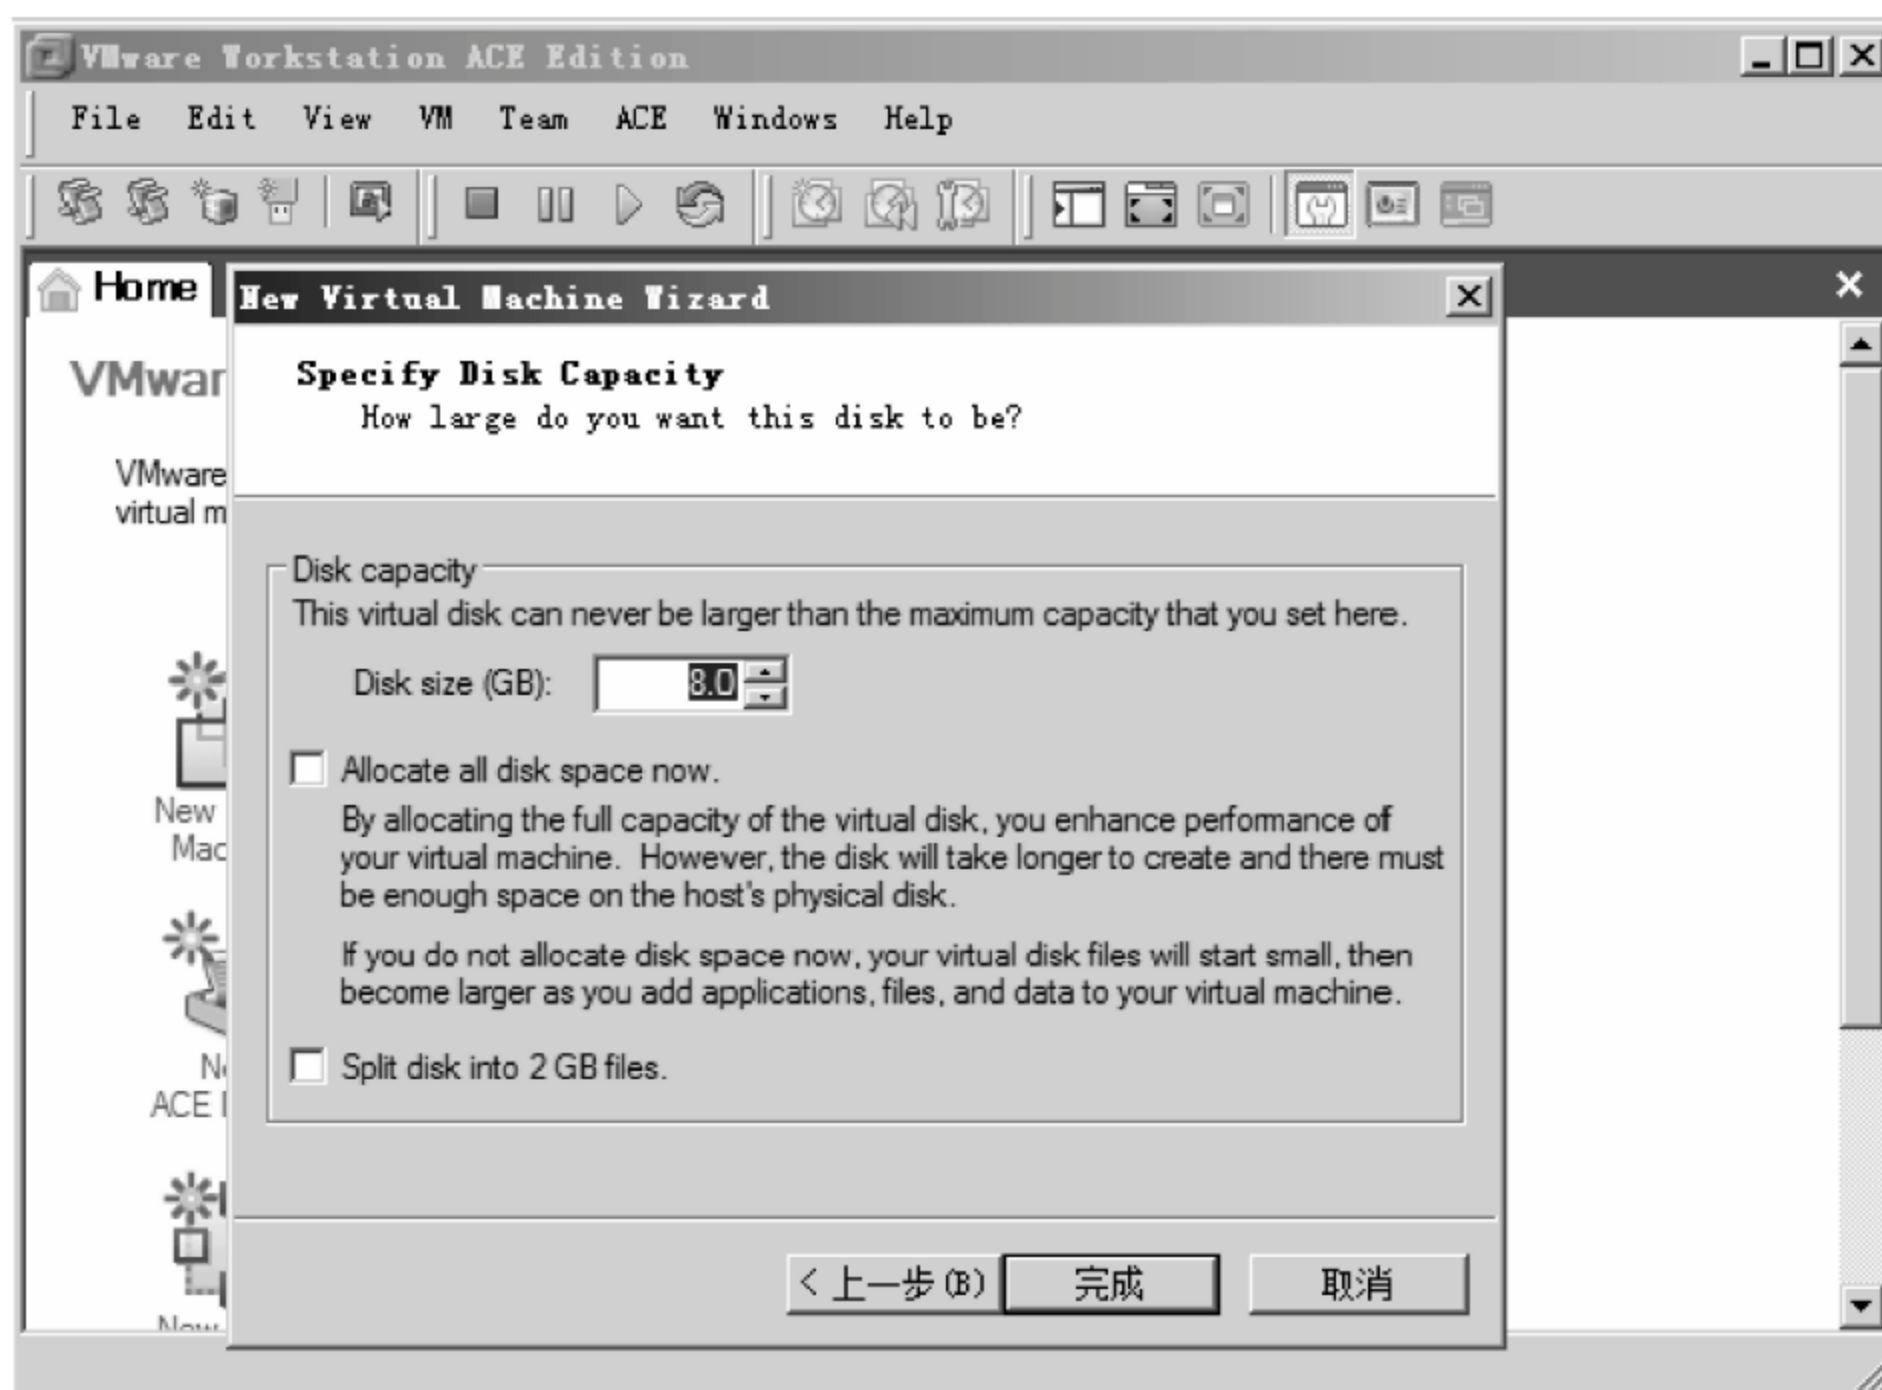 VMware Workstation ACE Edition
File Edit View VM Team ACE Windows Help
Home
New Virtual Machine Wizard
VMwar
Specify Disk Capacity
How large do you want this disk to be?
VMware
virtual m
Disk capacity
This virtual disk can never be larger than the maximum capacity that you set here.
Disk size (GB): 8.0
Allocate all disk space now.
New
Mac
By allocating the full capacity of the virtual disk, you enhance performance of
your virtual machine. However, the disk will take longer to create and there must
be enough space on the host's physical disk.
If you do not allocate disk space now, your virtual disk files will start small, then
become larger as you add applications, files, and data to your virtual machine.
Split disk into 2 GB files.
ACE
< 上一步(B) 完成 取消
New